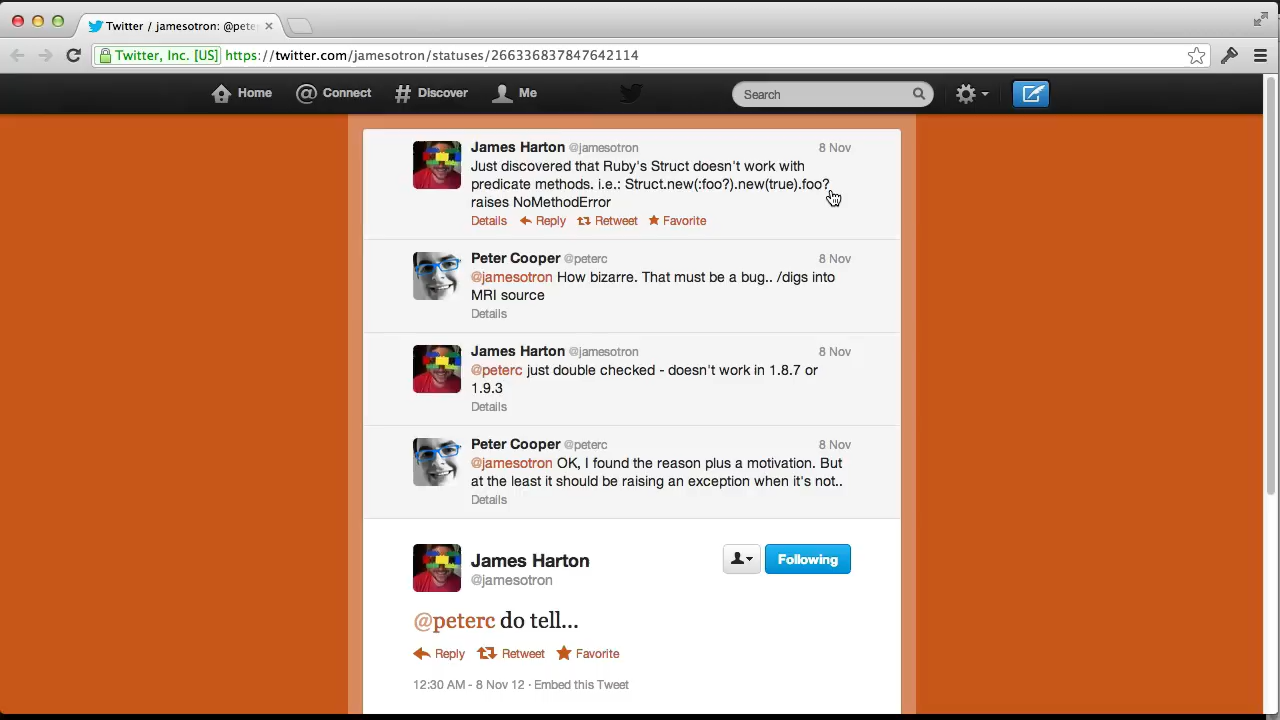 Twitter / jamesotron: @pete
Twitter, Inc. [US] https://twitter.com/jamesotron/statuses/266336837847642114
Home @ Connect # Discover Me Search
James Harton @jamesotron 8 Nov
Just discovered that Ruby's Struct doesn't work with
predicate methods. i.e.: Struct.new(:foo?).new(true).foo?
raises NoMethodError
Details Reply Retweet Favorite
Peter Cooper @peterc 8 Nov
@jamesotron How bizarre. That must be a bug.. /digs into
MRI source
Details
James Harton @jamesotron 8 Nov
@peterc just double checked - doesn't work in 1.8.7 or
1.9.3
Details
Peter Cooper @peterc 8 Nov
@jamesotron OK, I found the reason plus a motivation. But
at the least it should be raising an exception when it's not..
Details
James Harton
Following
@jamesotron
@peterc do tell...
Reply Retweet Favorite
12:30 AM - 8 Nov 12 · Embed this Tweet